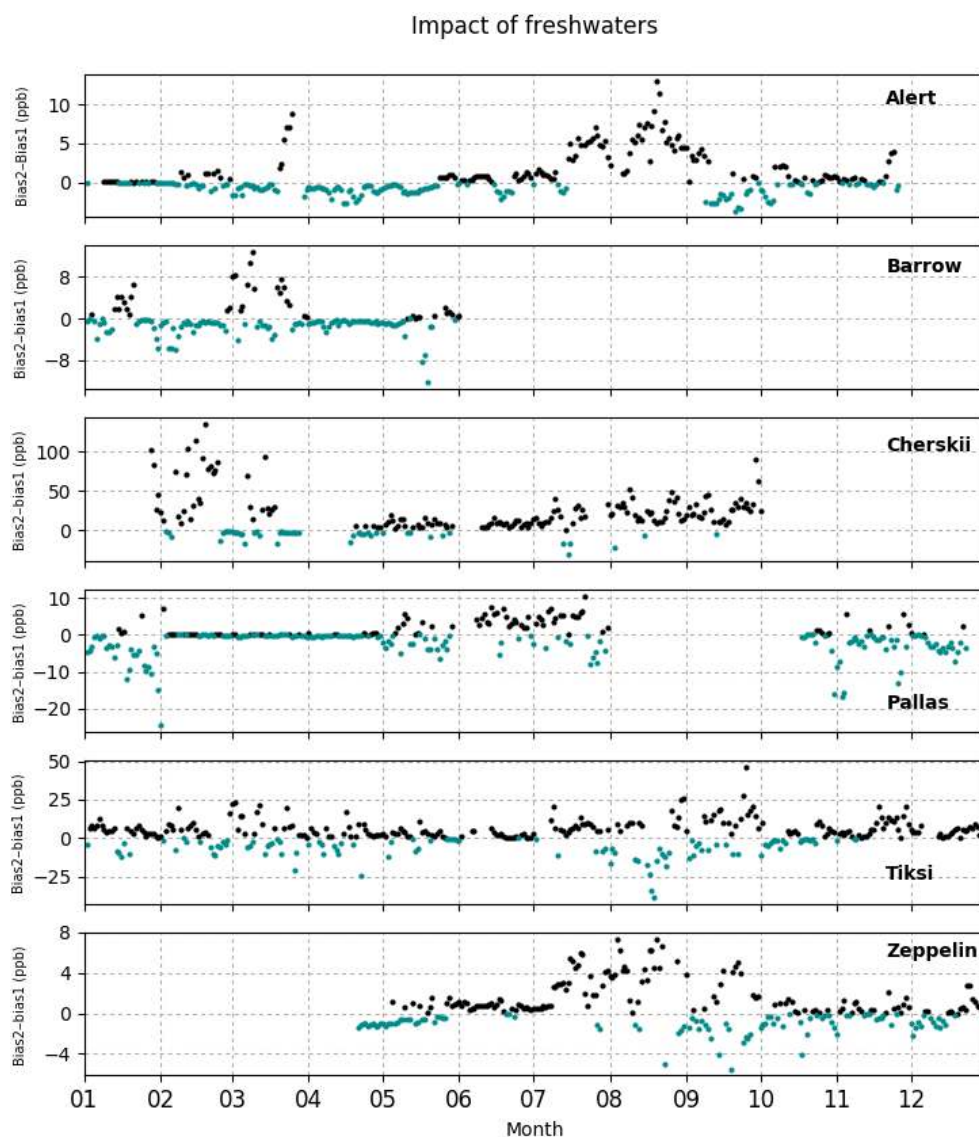 Impact of freshwaters
Bias2−Bias1 (ppb)
10
5
0
Alert
Bias2−bias1 (ppb)
8
0
−8
Barrow
Bias2−bias1 (ppb)
100
50
0
Cherskii
Bias2−bias1 (ppb)
10
0
−10
−20
Pallas
Bias2−bias1 (ppb)
50
25
0
−25
Tiksi
Bias2−bias1 (ppb)
8
4
0
−4
Zeppelin
01 02 03 04 05 06 07 08 09 10 11 12
Month